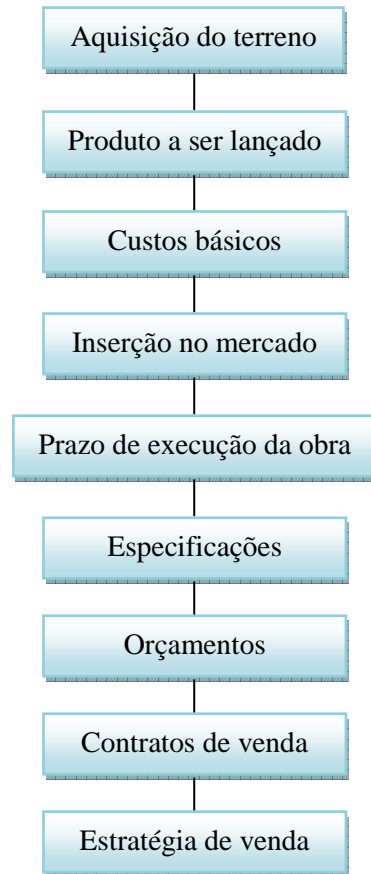 Aquisição do terreno
Produto a ser lançado
Custos básicos
Inserção no mercado
Prazo de execução da obra
Especificações
Orçamentos
Contratos de venda
Estratégia de venda